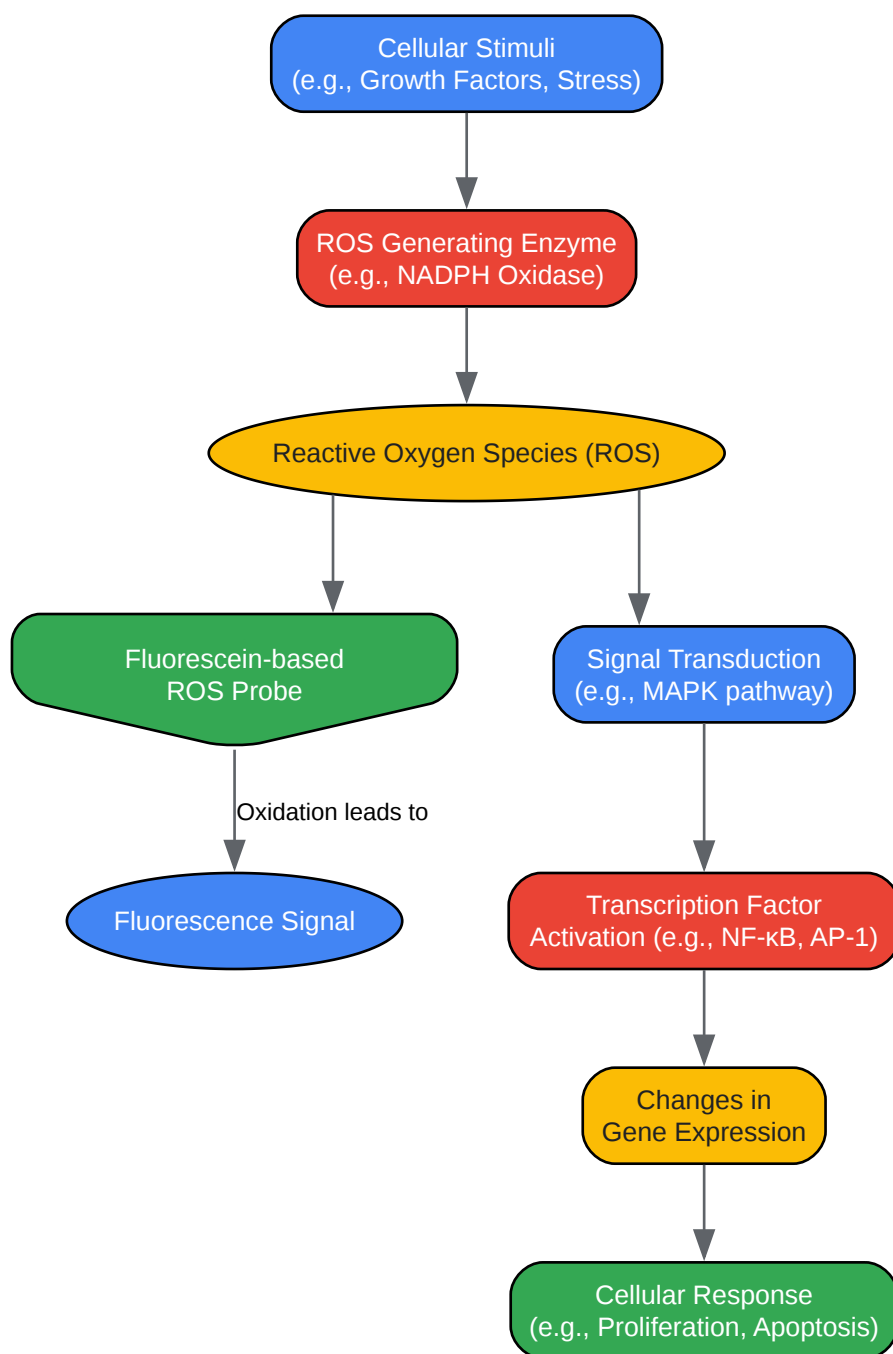 Cellular Stimuli
(e.g., Growth Factors, Stress)
ROS Generating Enzyme
(e.g., NADPH Oxidase)
Reactive Oxygen Species (ROS)
Fluorescein-based
ROS Probe
Signal Transduction
(e.g., MAPK pathway)
Oxidation leads to
Fluorescence Signal
Transcription Factor
Activation (e.g., NF-κB, AP-1)
Changes in
Gene Expression
Cellular Response
(e.g., Proliferation, Apoptosis)